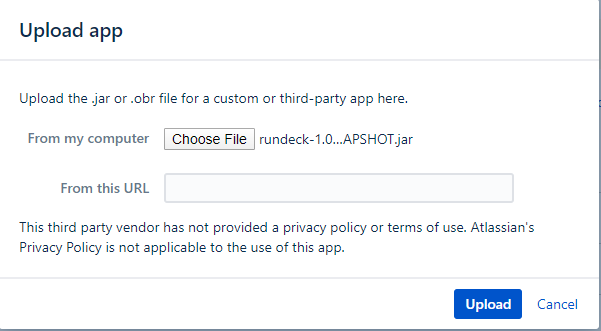 Upload app
Upload the .jar or .obr file for a custom or third-party app here.
From my computer Choose File rundeck-1.0...APSHOT.jar
From this URL
This third party vendor has not provided a privacy policy or terms of use. Atlassian's
Privacy Policy is not applicable to the use of this app.
Upload Cancel